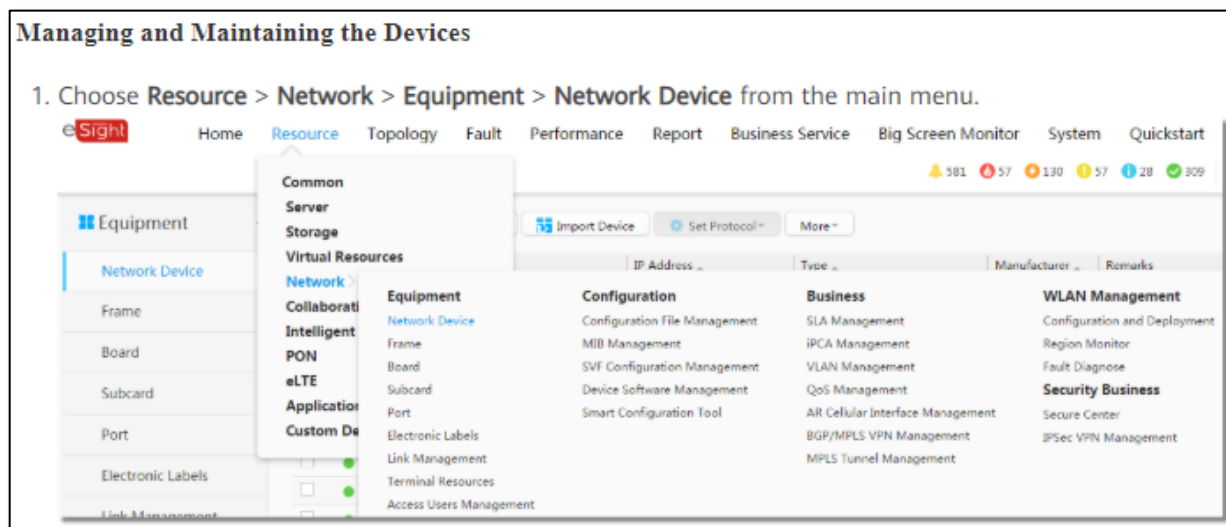 Managing and Maintaining the Devices
1. Choose Resource > Network > Equipment > Network Device from the main menu.
eSight Home Resource Topology Fault Performance Report Business Service Big Screen Monitor System Quickstart
581 57 130 57 28 309
Common
Server
Storage
Virtual Resources
Network >
Collaborati
Intelligent
PON
eLTE
Application
Custom De
Equipment
Network Device
Frame
Board
Subcard
Port
Electronic Labels
Import Device Set Protocol More
IP Address Type Manufacturer Remarks
Equipment
Network Device
Frame
Board
Subcard
Port
Electronic Labels
Link Management
Terminal Resources
Access Users Management
Configuration
Configuration File Management
MIB Management
SVF Configuration Management
Device Software Management
Smart Configuration Tool
Business
SLA Management
iPCA Management
VLAN Management
QoS Management
AR Cellular Interface Management
BGP/MPLS VPN Management
MPLS Tunnel Management
WLAN Management
Configuration and Deployment
Region Monitor
Fault Diagnose
Security Business
Secure Center
IPSec VPN Management